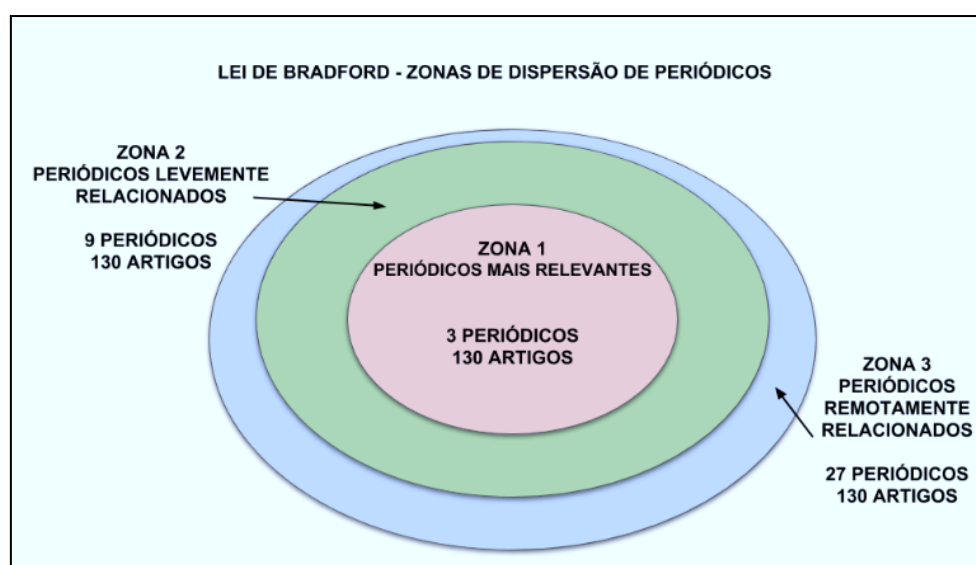 LEI DE BRADFORD - ZONAS DE DISPERSÃO DE PERIÓDICOS
ZONA 2
PERIÓDICOS LEVEMENTE
RELACIONADOS
9 PERIÓDICOS
130 ARTIGOS
ZONA 1
PERIÓDICOS MAIS RELEVANTES
3 PERIÓDICOS
130 ARTIGOS
ZONA 3
PERIÓDICOS
REMOTAMENTE
RELACIONADOS
27 PERIÓDICOS
130 ARTIGOS